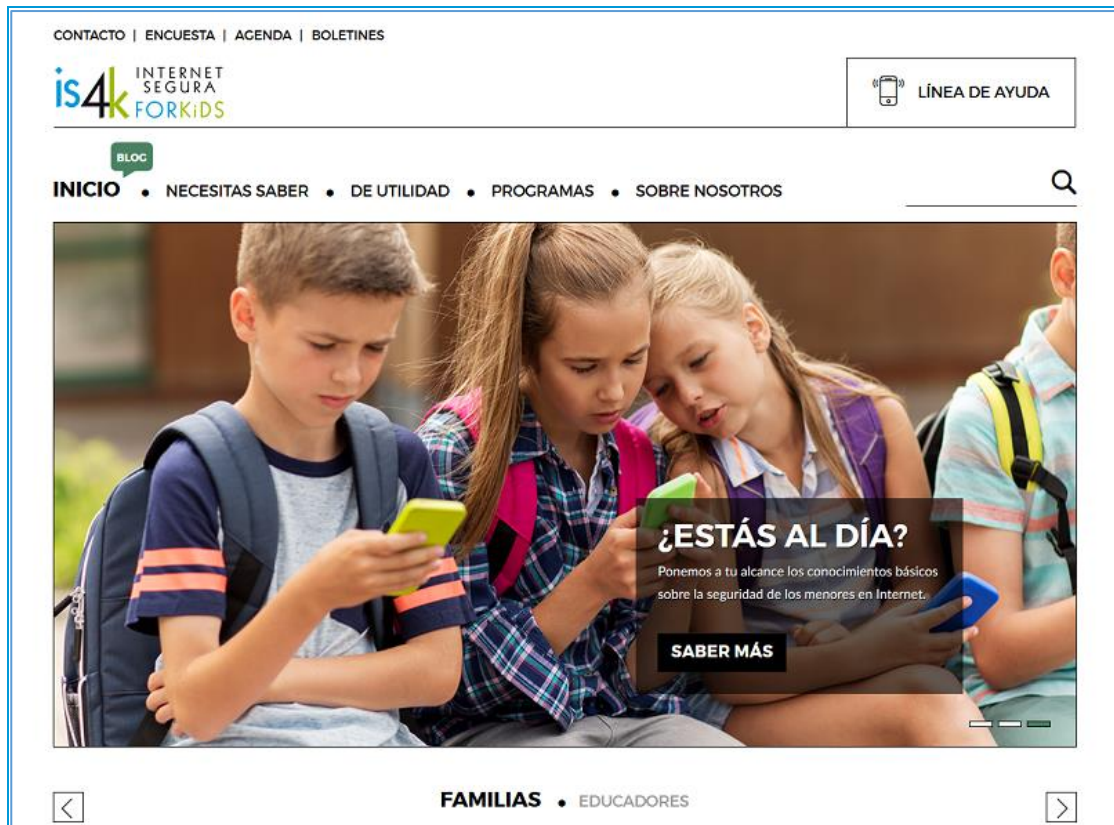 CONTACTO | ENCUESTA | AGENDA | BOLETINES
is4k INTERNET
SEGURA
FORKiDS
LÍNEA DE AYUDA
BLOG
INICIO • NECESITAS SABER • DE UTILIDAD • PROGRAMAS • SOBRE NOSOTROS
¿ESTÁS AL DÍA?
Ponemos a tu alcance los conocimientos básicos
sobre la seguridad de los menores en Internet.
SABER MÁS
FAMILIAS • EDUCADORES